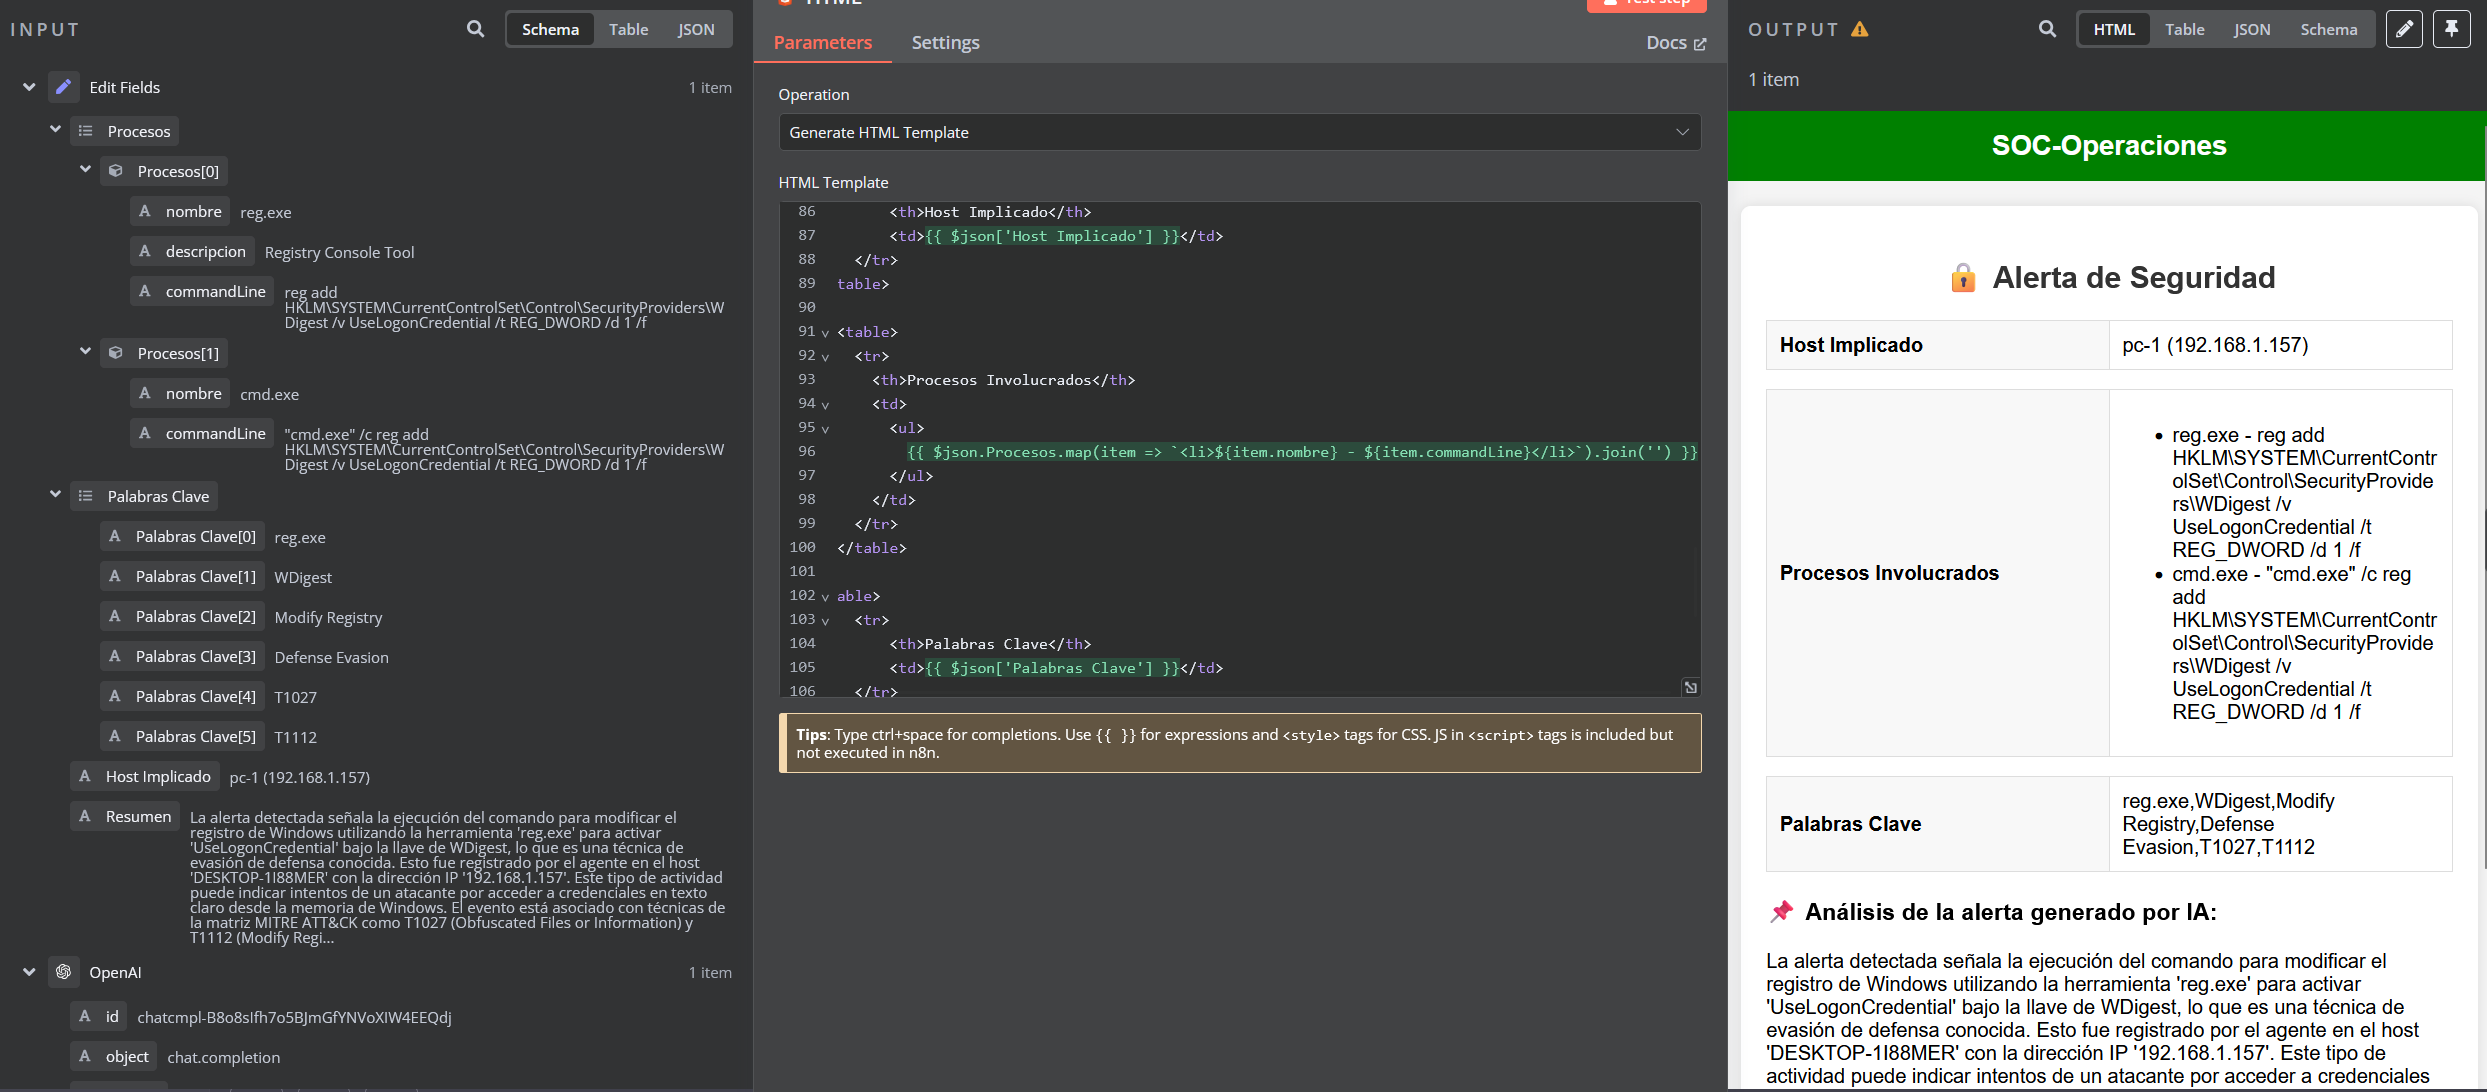 INPUT
Schema
Table
JSON
Edit Fields
1 item
Procesos
Procesos[0]
A nombre reg.exe
A descripcion Registry Console Tool
A commandLine reg add
HKLM\SYSTEM\CurrentControlSet\Control\SecurityProviders\W
Digest /v UseLogonCredential /t REG_DWORD /d 1 /f
Procesos[1]
A nombre cmd.exe
A commandLine "cmd.exe" /c reg add
HKLM\SYSTEM\CurrentControlSet\Control\SecurityProviders\W
Digest /v UseLogonCredential /t REG_DWORD /d 1 /f
Palabras Clave
A Palabras Clave[0] reg.exe
A Palabras Clave[1] WDigest
A Palabras Clave[2] Modify Registry
A Palabras Clave[3] Defense Evasion
A Palabras Clave[4] T1027
A Palabras Clave[5] T1112
A Host Implicado pc-1 (192.168.1.157)
A Resumen La alerta detectada señala la ejecución del comando para modificar el
registro de Windows utilizando la herramienta 'reg.exe' para activar
'UseLogonCredential' bajo la llave de WDigest, lo que es una técnica de
evasión de defensa conocida. Esto fue registrado por el agente en el host
'DESKTOP-1I88MER' con la dirección IP '192.168.1.157'. Este tipo de actividad
puede indicar intentos de un atacante por acceder a credenciales en texto
claro desde la memoria de Windows. El evento está asociado con técnicas de
la matriz MITRE ATT&CK como T1027 (Obfuscated Files or Information) y
T1112 (Modify Regi...
OpenAI
1 item
A id chatcmpl-B8o8sIfh7o5BJmGfYNVoXIW4EEQdj
A object chat.completion
HTML
Test step
Parameters
Settings
Docs
Operation
Generate HTML Template
HTML Template
86 <th>Host Implicado</th>
87 <td>{{ $json['Host Implicado'] }}</td>
88 </tr>
89 table>
90
91 <table>
92 <tr>
93 <th>Procesos Involucrados</th>
94 <td>
95 <ul>
96 {{ $json.Procesos.map(item => `<li>${item.nombre} - ${item.commandLine}</li>`).join('') }}
97 </ul>
98 </td>
99 </tr>
100 </table>
101
102 able>
103 <tr>
104 <th>Palabras Clave</th>
105 <td>{{ $json['Palabras Clave'] }}</td>
106 </tr>
Tips: Type ctrl+space for completions. Use {{ }} for expressions and <style> tags for CSS. JS in <script> tags is included but
not executed in n8n.
OUTPUT
HTML
Table
JSON
Schema
1 item
SOC-Operaciones
Alerta de Seguridad
Host Implicado
pc-1 (192.168.1.157)
Procesos Involucrados
• reg.exe - reg add
HKLM\SYSTEM\CurrentContr
olSet\Control\SecurityProvide
rs\WDigest /v
UseLogonCredential /t
REG_DWORD /d 1 /f
• cmd.exe - "cmd.exe" /c reg
add
HKLM\SYSTEM\CurrentContr
olSet\Control\SecurityProvide
rs\WDigest /v
UseLogonCredential /t
REG_DWORD /d 1 /f
Palabras Clave
reg.exe,WDigest,Modify
Registry,Defense
Evasion,T1027,T1112
Análisis de la alerta generado por IA:
La alerta detectada señala la ejecución del comando para modificar el
registro de Windows utilizando la herramienta 'reg.exe' para activar
'UseLogonCredential' bajo la llave de WDigest, lo que es una técnica de
evasión de defensa conocida. Esto fue registrado por el agente en el host
'DESKTOP-1I88MER' con la dirección IP '192.168.1.157'. Este tipo de
actividad puede indicar intentos de un atacante por acceder a credenciales